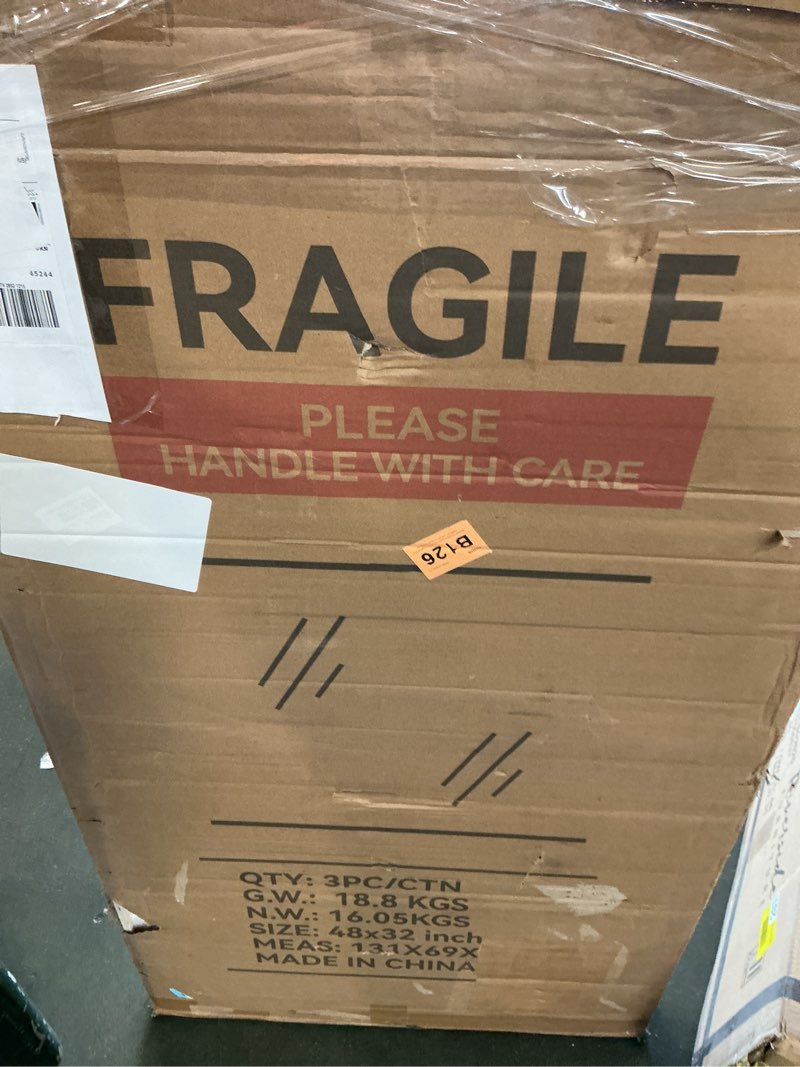 FRAGILE
PLEASE
HANDLE WITH CARE
45244
B126
QTY: 3PC/CTN
G.W.: 18.8 KGS
N.W.: 16.05KGS
SIZE: 48x32 inch
MEAS: 131X69X
MADE IN CHINA